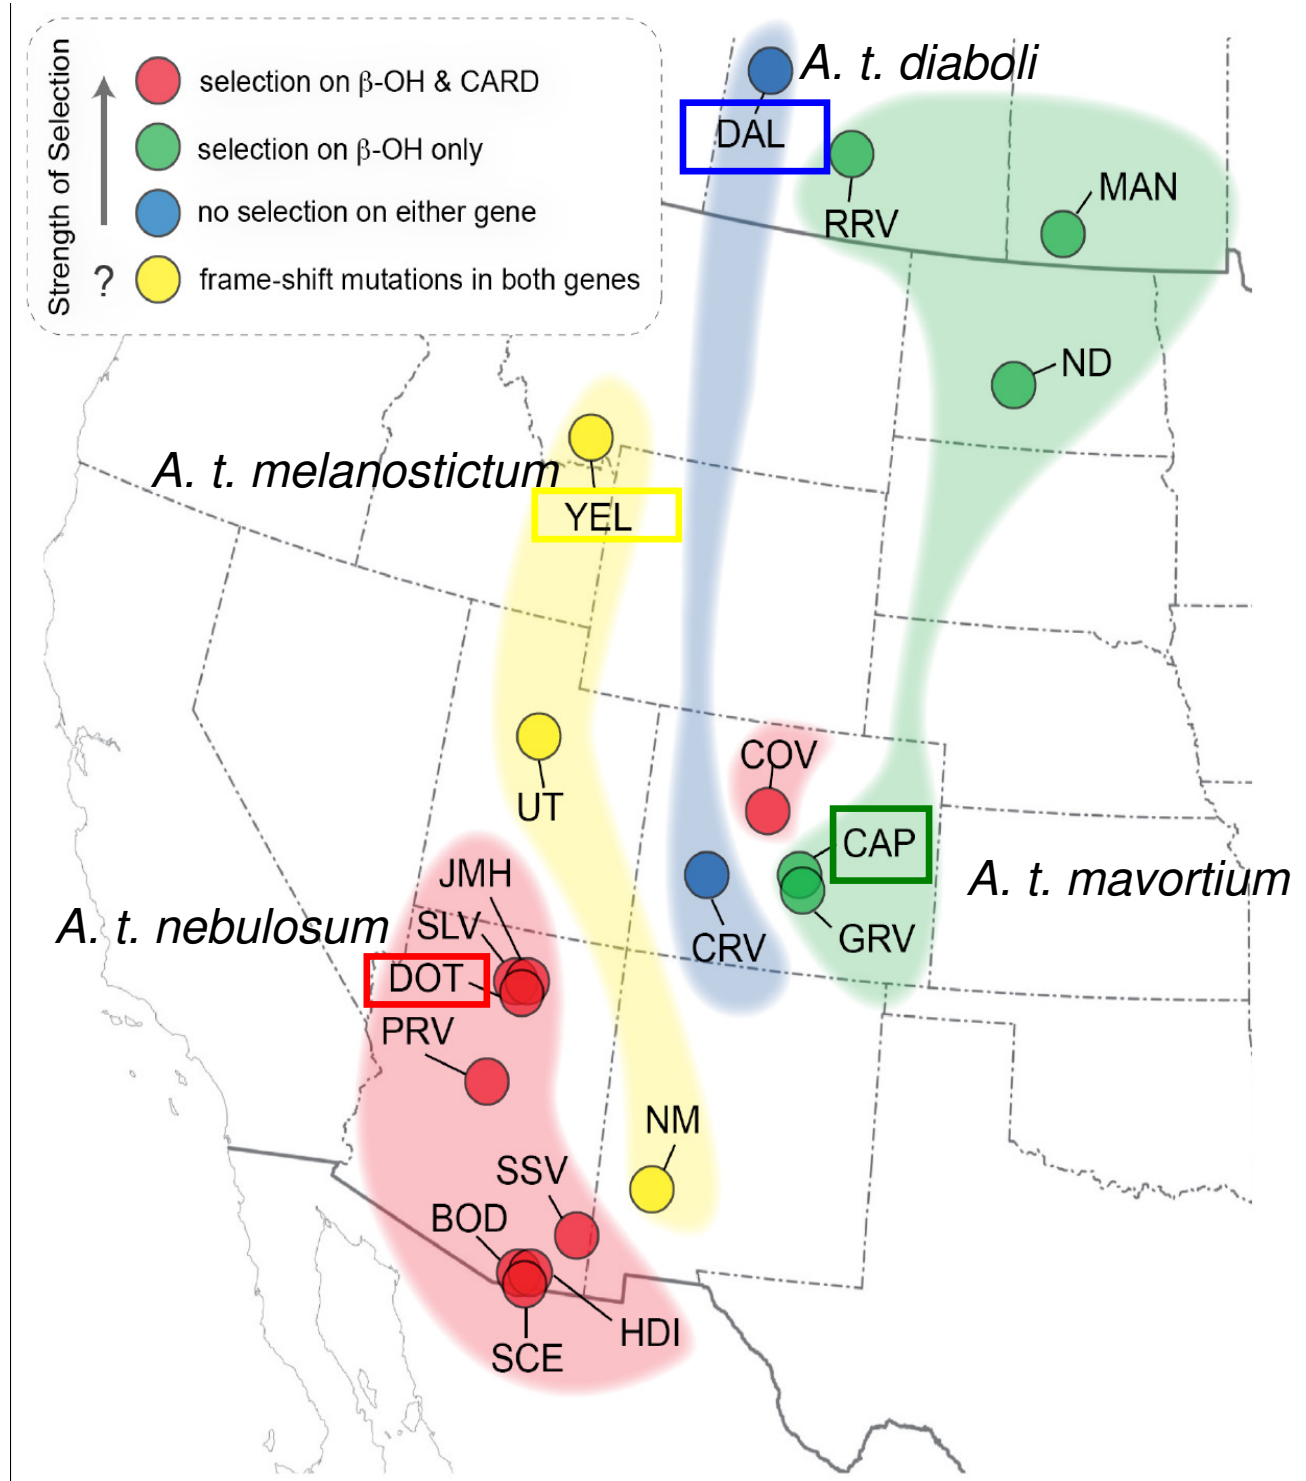 Strength of Selection
selection on β-OH & CARD
selection on β-OH only
no selection on either gene
? frame-shift mutations in both genes
A. t. diaboli
DAL
RRV
MAN
ND
A. t. melanostictum
YEL
UT
COV
CAP
A. t. mavortium
GRV
CRV
JMH
A. t. nebulosum
SLV
DOT
PRV
NM
SSV
BOD
HDI
SCE